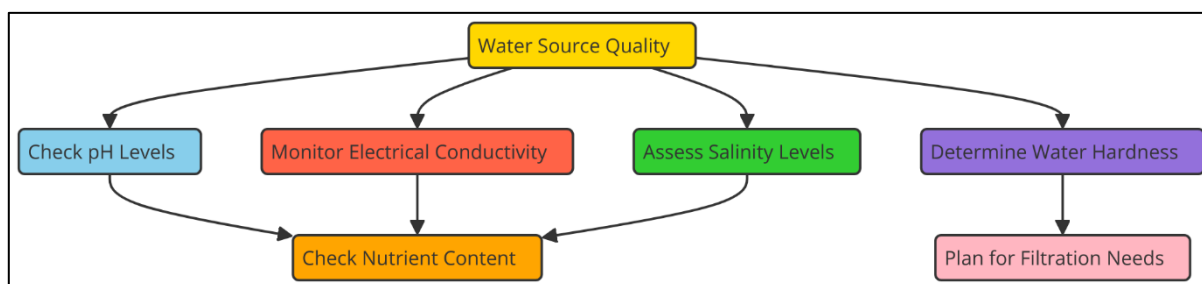 Water Source Quality
Check pH Levels
Monitor Electrical Conductivity
Assess Salinity Levels
Determine Water Hardness
Check Nutrient Content
Plan for Filtration Needs